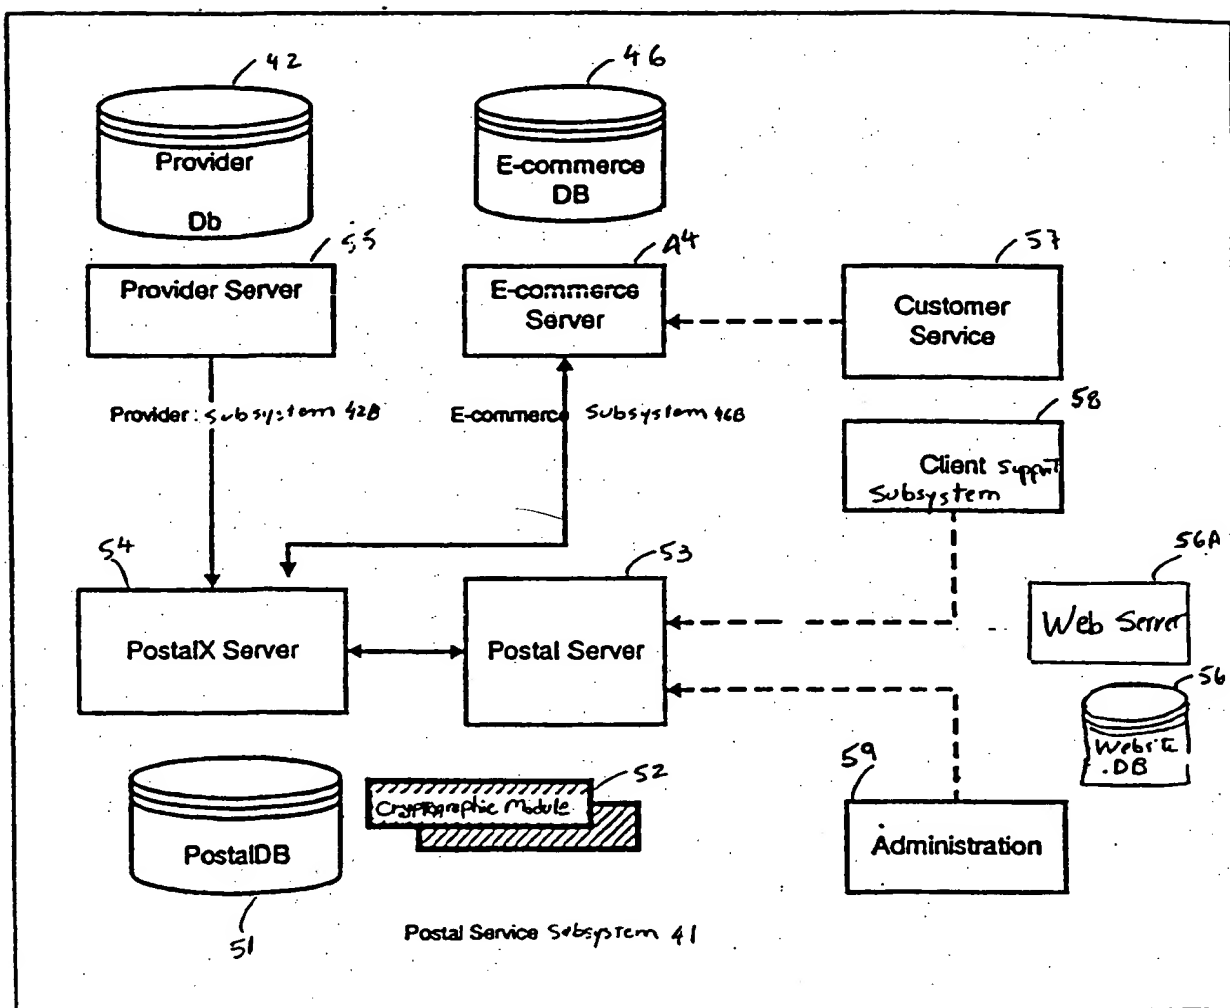 42
46
Provider
Db
E-commerce
DB
55
A4
57
Provider Server
E-commerce
Server
Customer
Service
Provider: Subsystem 42B
E-commerce Subsystem 46B
58
Client Support
Subsystem
54
53
56A
PostalX Server
Postal Server
Web Server
56
Website
.DB
52
59
Cryptographic Module
PostalDB
Administration
51
Postal Service Subsystem 41